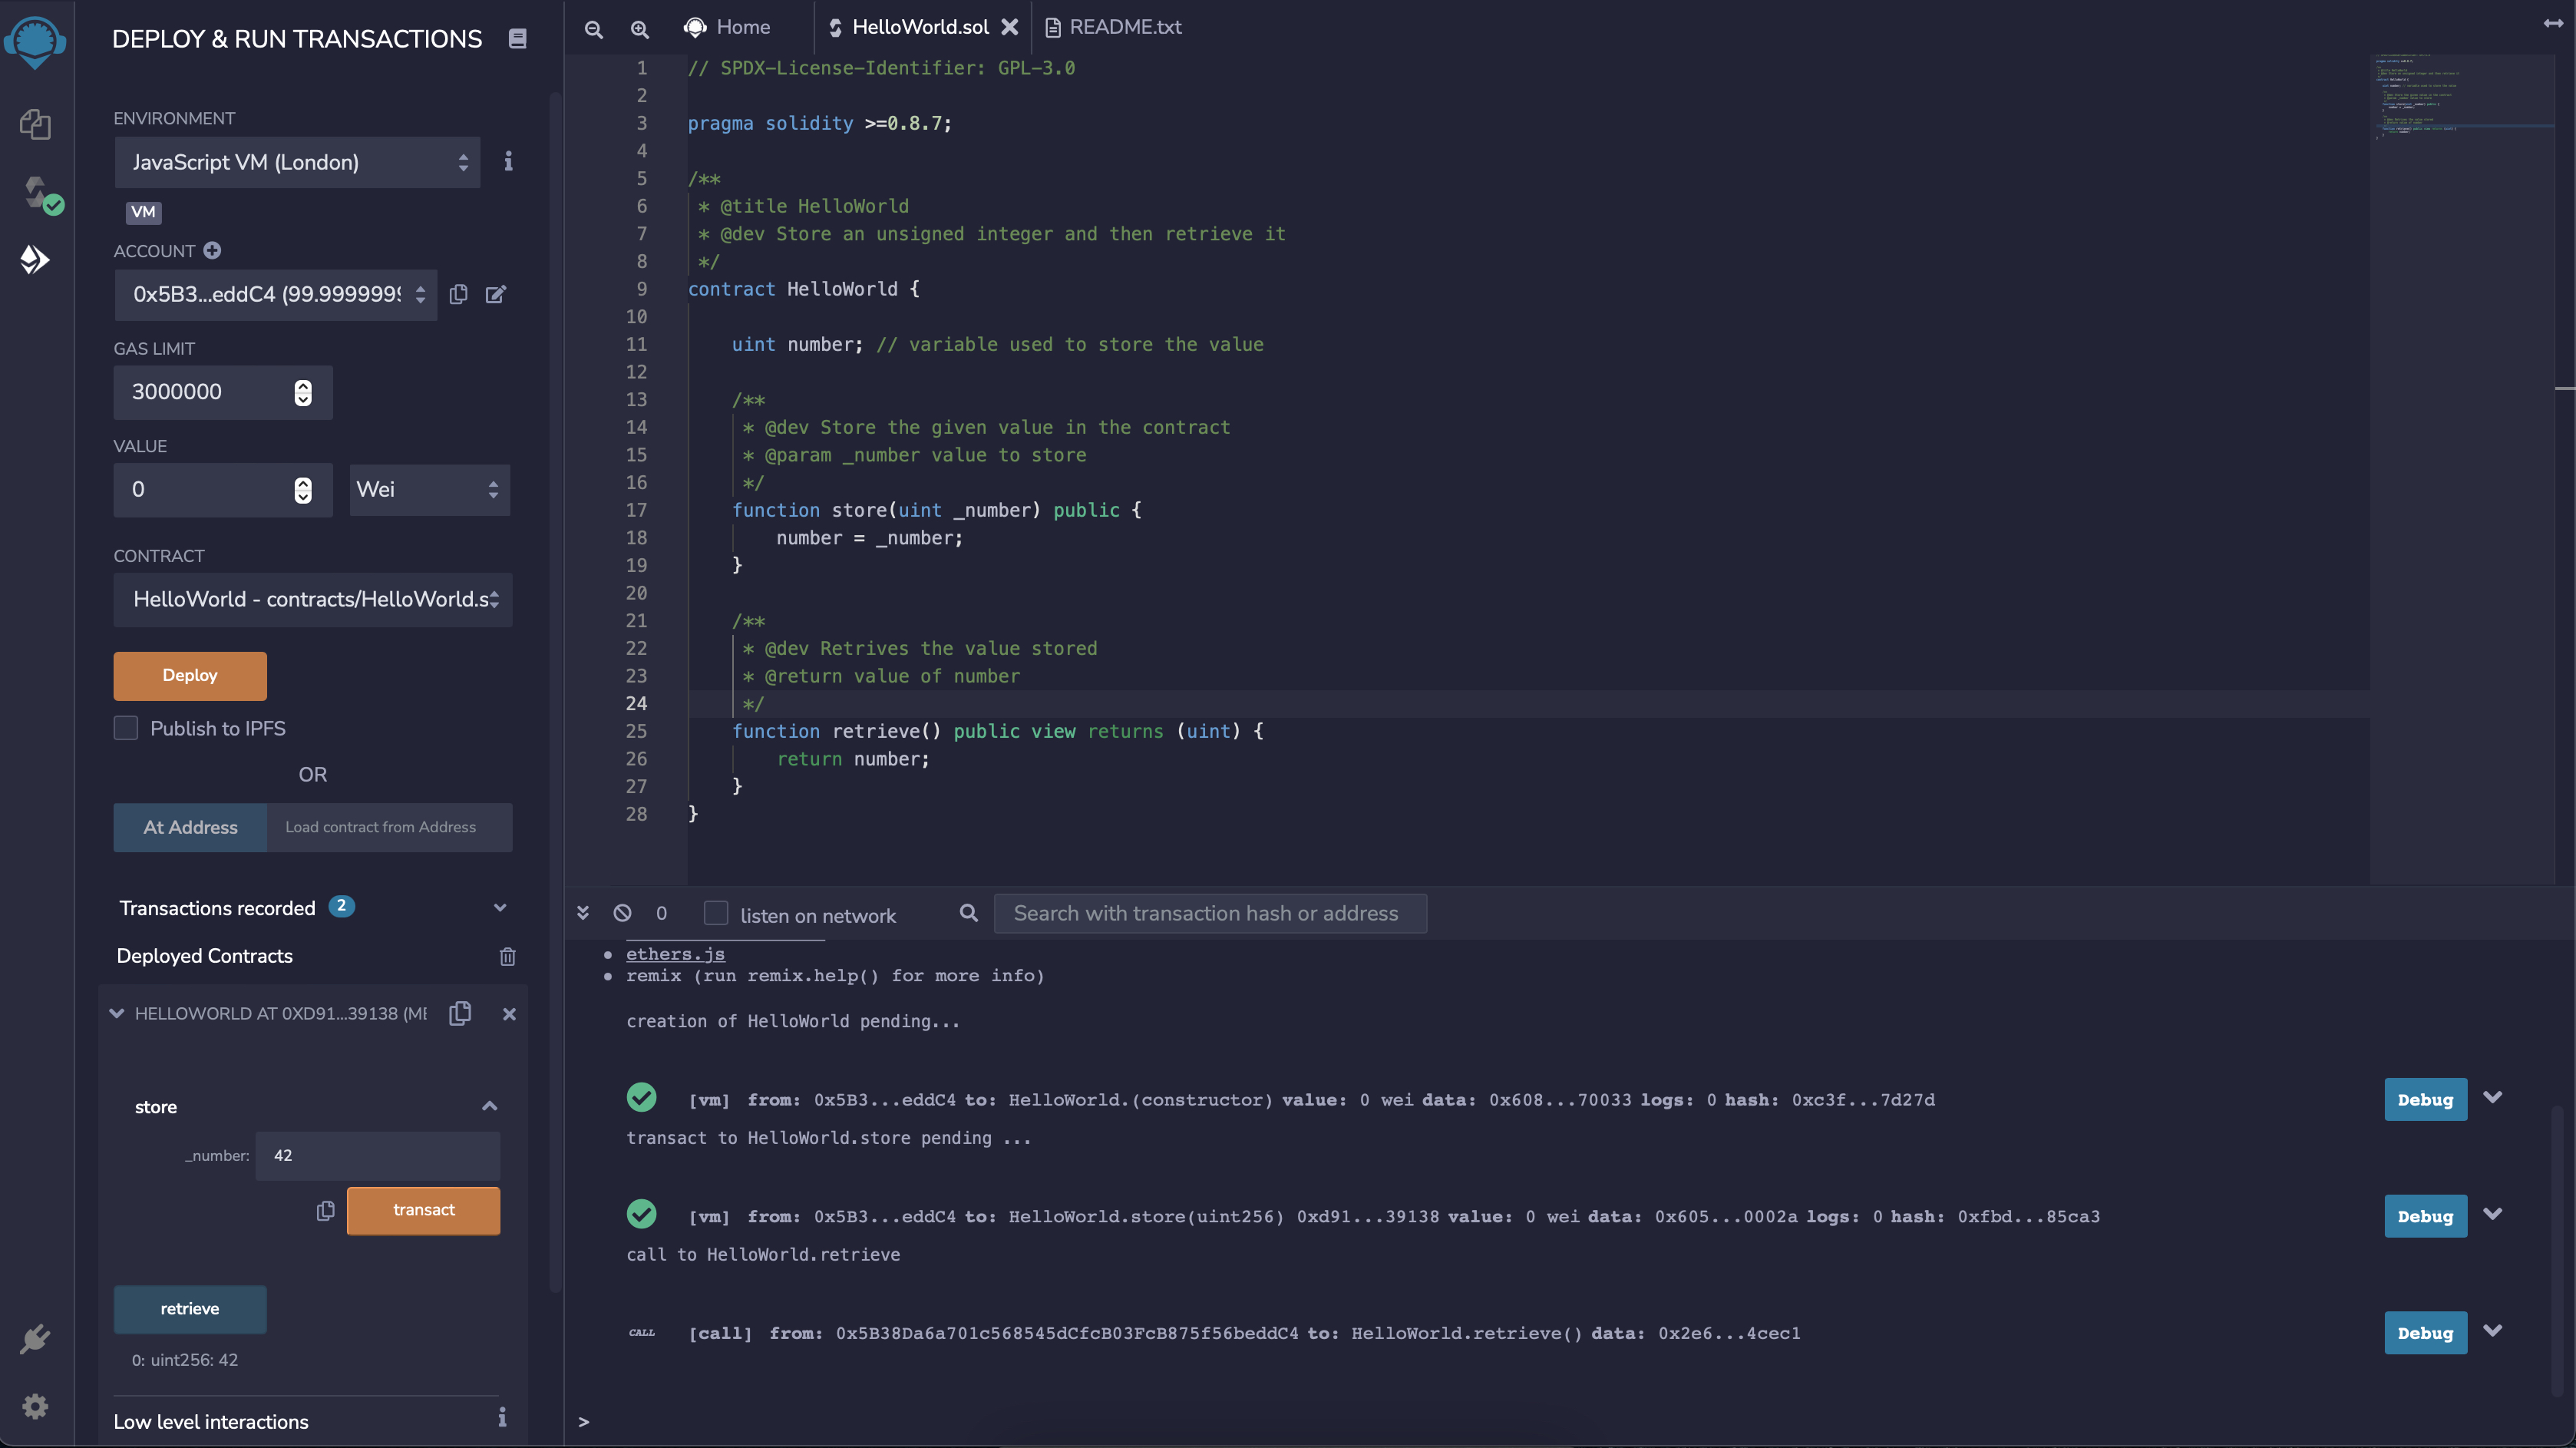 DEPLOY & RUN TRANSACTIONS
ENVIRONMENT
JavaScript VM (London)
VM
ACCOUNT
0x5B3...eddC4 (99.9999999
GAS LIMIT
3000000
VALUE
0
Wei
CONTRACT
HelloWorld - contracts/HelloWorld.s
Deploy
Publish to IPFS
OR
At Address
Load contract from Address
Transactions recorded 2
Deployed Contracts
HELLOWORLD AT 0XD91...39138 (ME
store
_number: 42
transact
retrieve
0: uint256: 42
Low level interactions
Home
HelloWorld.sol
README.txt
1 // SPDX-License-Identifier: GPL-3.0
2
3 pragma solidity >=0.8.7;
4
5 /**
6 * @title HelloWorld
7 * @dev Store an unsigned integer and then retrieve it
8 */
9 contract HelloWorld {
10
11 uint number; // variable used to store the value
12
13 /**
14 * @dev Store the given value in the contract
15 * @param _number value to store
16 */
17 function store(uint _number) public {
18 number = _number;
19 }
20
21 /**
22 * @dev Retrives the value stored
23 * @return value of number
24 */
25 function retrieve() public view returns (uint) {
26 return number;
27 }
28 }
0
listen on network
Search with transaction hash or address
• ethers.js
• remix (run remix.help() for more info)
creation of HelloWorld pending...
[vm] from: 0x5B3...eddC4 to: HelloWorld.(constructor) value: 0 wei data: 0x608...70033 logs: 0 hash: 0xc3f...7d27d
Debug
transact to HelloWorld.store pending ...
[vm] from: 0x5B3...eddC4 to: HelloWorld.store(uint256) 0xd91...39138 value: 0 wei data: 0x605...0002a logs: 0 hash: 0xfbd...85ca3
Debug
call to HelloWorld.retrieve
CALL
[call] from: 0x5B38Da6a701c568545dCfcB03FcB875f56beddC4 to: HelloWorld.retrieve() data: 0x2e6...4cec1
Debug
>